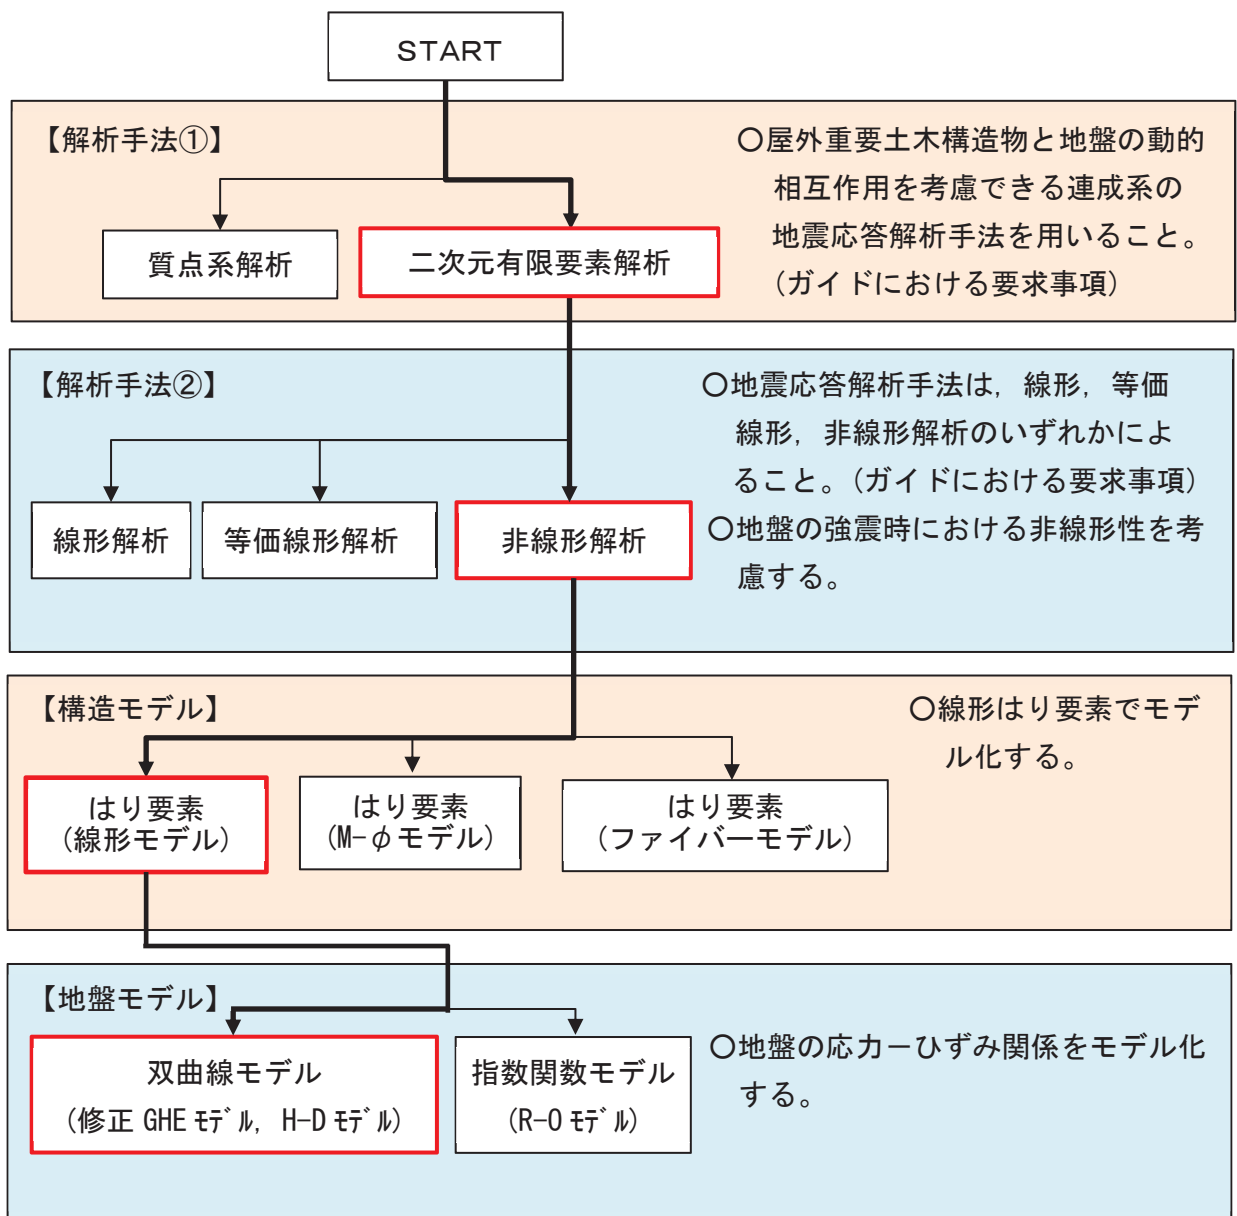 START
【解析手法①】
○屋外重要土木構造物と地盤の動的
相互作用を考慮できる連成系の
地震応答解析手法を用いること。
(ガイドにおける要求事項)
質点系解析
二次元有限要素解析
【解析手法②】
○地震応答解析手法は，線形，等価
線形，非線形解析のいずれかによ
ること。(ガイドにおける要求事項)
○地盤の強震時における非線形性を考
慮する。
線形解析
等価線形解析
非線形解析
【構造モデル】
○線形はり要素でモデ
ル化する。
はり要素
(線形モデル)
はり要素
(M-φモデル)
はり要素
(ファイバーモデル)
【地盤モデル】
○地盤の応力－ひずみ関係をモデル化
する。
双曲線モデル
(修正 GHE ﾓﾃﾞﾙ，H-D ﾓﾃﾞﾙ)
指数関数モデル
(R-O ﾓﾃﾞﾙ)